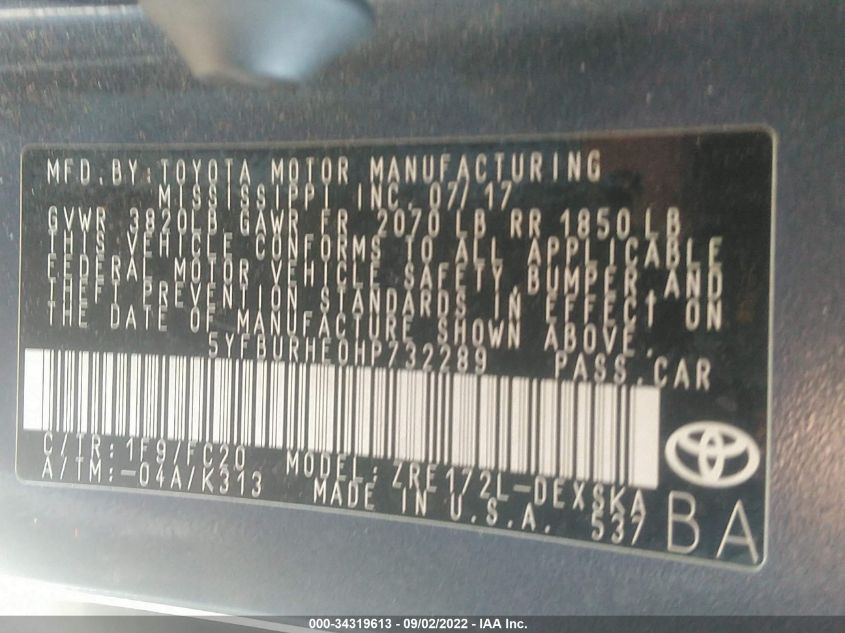 MFD. BY: TOYOTA MOTOR MANUFACTURING
MISSISSIPPI INC. 07/17
GVWR 3820LB GAWR FR 2070 LB RR 1850 LB
THIS VEHICLE CONFORMS TO ALL APPLICABLE
FEDERAL MOTOR VEHICLE SAFETY, BUMPER, AND
THEFT PREVENTION STANDARDS IN EFFECT ON
THE DATE OF MANUFACTURE SHOWN ABOVE.
5YFBURHE0HP732289 PASS. CAR
C/TR: 1F9/FC20 MODEL: ZRE172L-DEXSKA
A/TM: -04A/K313 MADE IN U.S.A. 537
BA
000-34319613 - 09/02/2022 - IAA Inc.